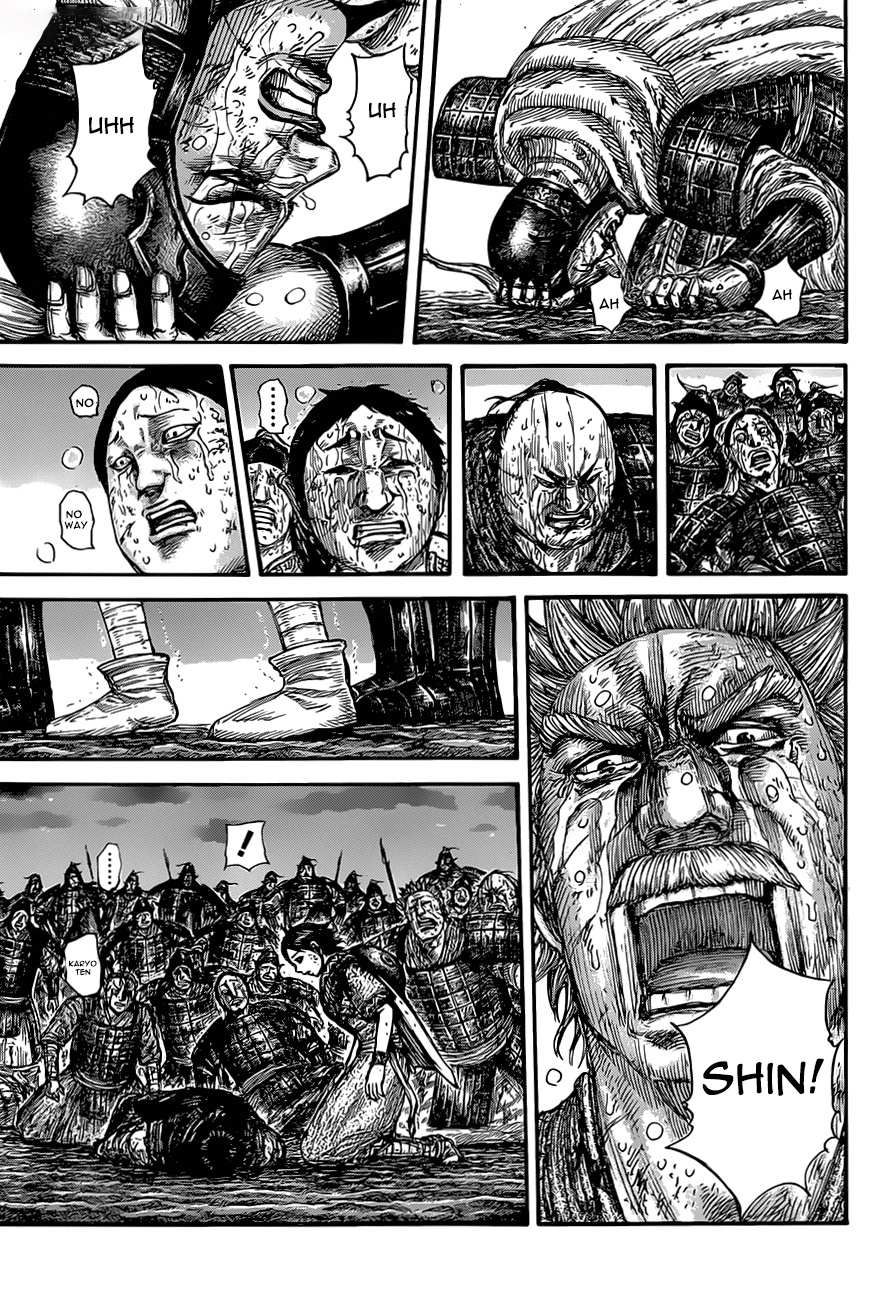 AH
AH
UH
UHH
......
NO
NO
WAY
SHIN!
!
......
KARYO
TEN